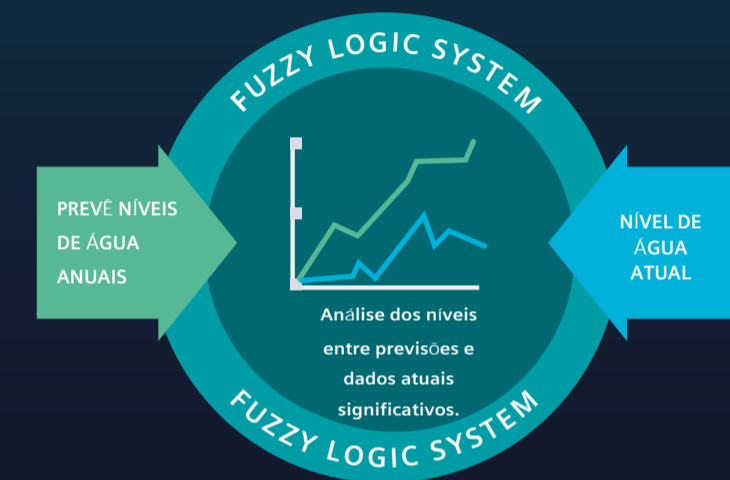 FUZZY LOGIC SYSTEM
PREVÊ NÍVEIS
DE ÁGUA
ANUAIS
NÍVEL DE
ÁGUA
ATUAL
Análise dos níveis
entre previsões e
dados atuais
significativos.
FUZZY LOGIC SYSTEM